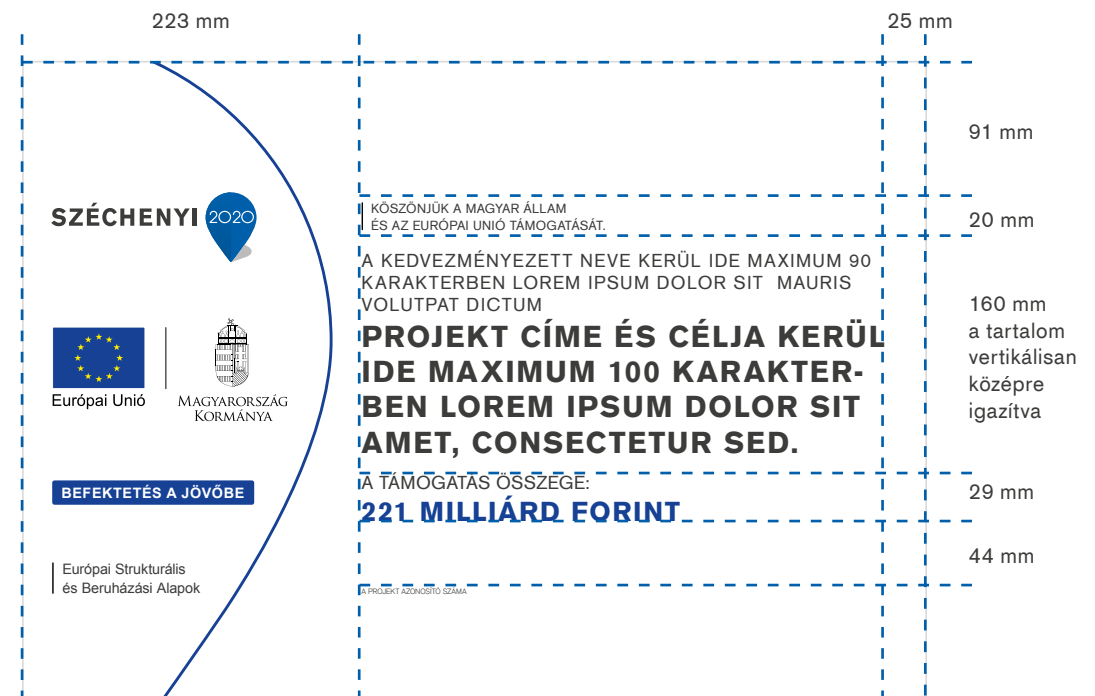 223 mm
25 mm
91 mm
SZÉCHENYI 2020
KÖSZÖNJÜK A MAGYAR ÁLLAM
ÉS AZ EURÓPAI UNIÓ TÁMOGATÁSÁT.
20 mm
A KEDVEZMÉNYEZETT NEVE KERÜL IDE MAXIMUM 90
KARAKTERBEN LOREM IPSUM DOLOR SIT MAURIS
VOLUTPAT DICTUM
PROJEKT CÍME ÉS CÉLJA KERÜL
IDE MAXIMUM 100 KARAKTER-
BEN LOREM IPSUM DOLOR SIT
AMET, CONSECTETUR SED.
160 mm
a tartalom
vertikálisan
középre
igazítva
Európai Unió
MAGYARORSZÁG
KORMÁNYA
BEFEKTETÉS A JÖVŐBE
A TÁMOGATÁS ÖSSZEGE:
221 MILLIÁRD FORINT
29 mm
44 mm
Európai Strukturális
és Beruházási Alapok
A PROJEKT AZONOSÍTÓ SZÁMA